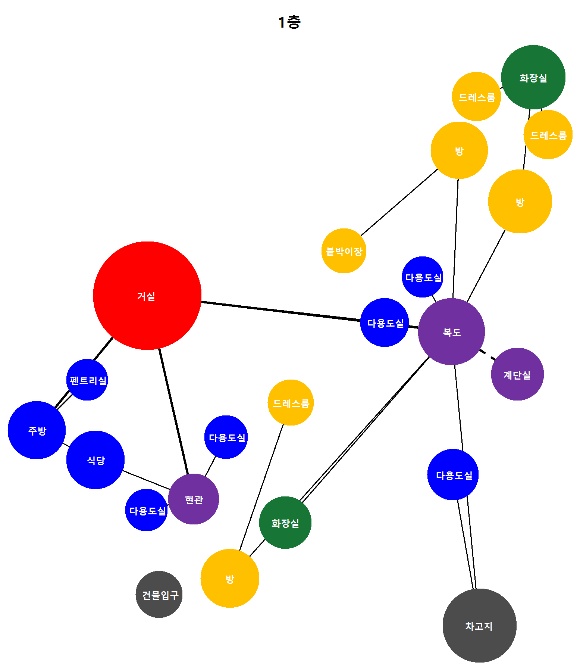 1층
화장실
드레스룸
드레스룸
방
방
붙박이장
다용도실
거실
다용도실
복도
계단실
펜트리실
드레스룸
주방
다용도실
식당
다용도실
현관
다용도실
화장실
방
건물입구
차고지